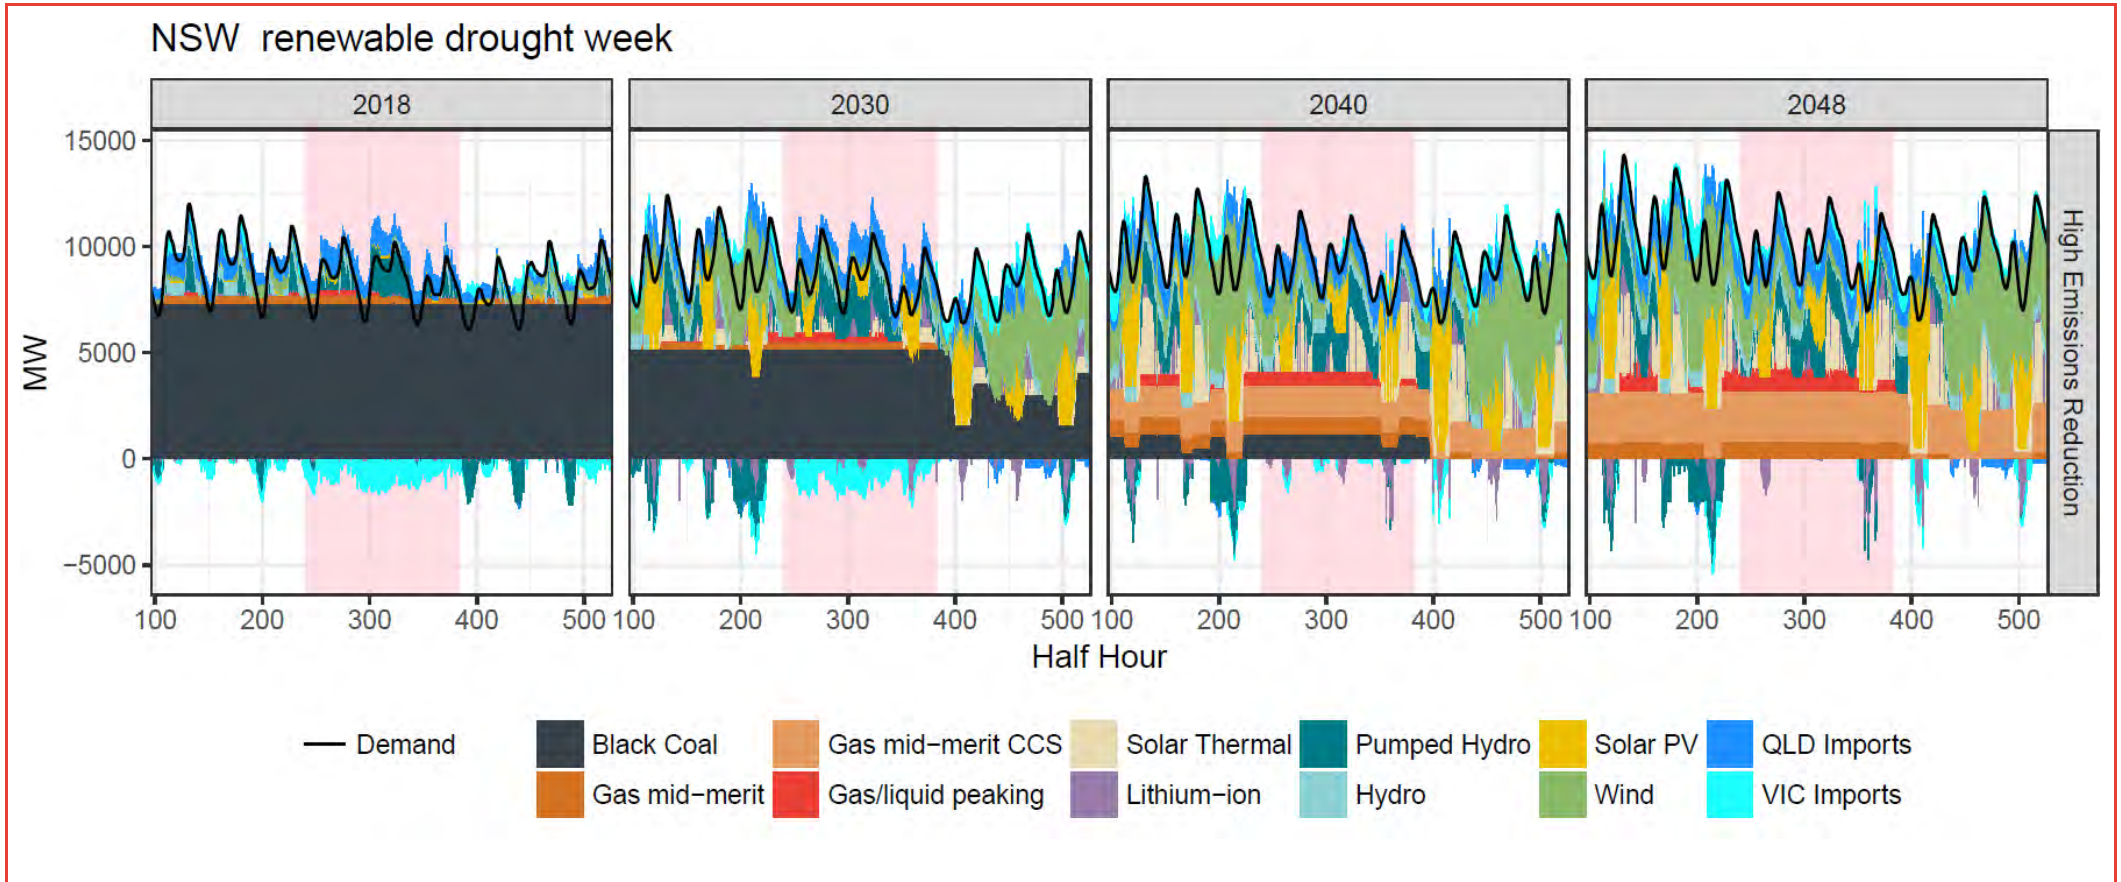 NSW  renewable drought week
2018 2030 2040 2048
15000
10000
5000
0
−5000
MW
High Emissions Reduction
100 200 300 400 500 100 200 300 400 500 100 200 300 400 500 100 200 300 400 500
Half Hour
Demand Black Coal Gas mid−merit CCS Solar Thermal Pumped Hydro Solar PV QLD Imports
Gas mid−merit Gas/liquid peaking Lithium−ion Hydro Wind VIC Imports